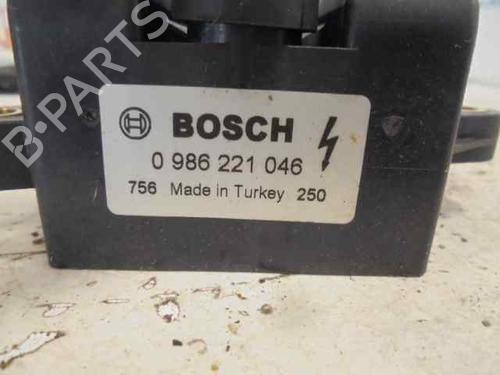 BOSCH
0 986 221 046
756 Made in Turkey 250
B-PARTS